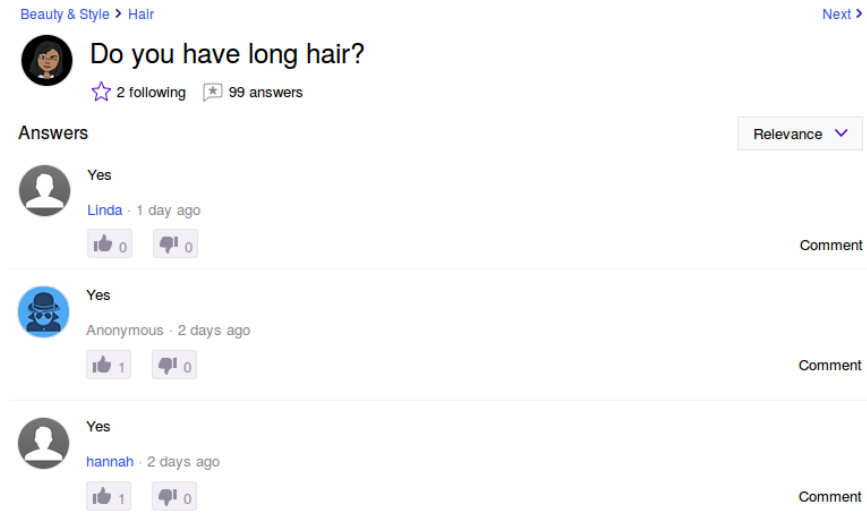 Beauty & Style > Hair Next >
Do you have long hair?
2 following 99 answers
Answers Relevance
Yes
Linda · 1 day ago
0 0 Comment
Yes
Anonymous · 2 days ago
1 0 Comment
Yes
hannah · 2 days ago
1 0 Comment